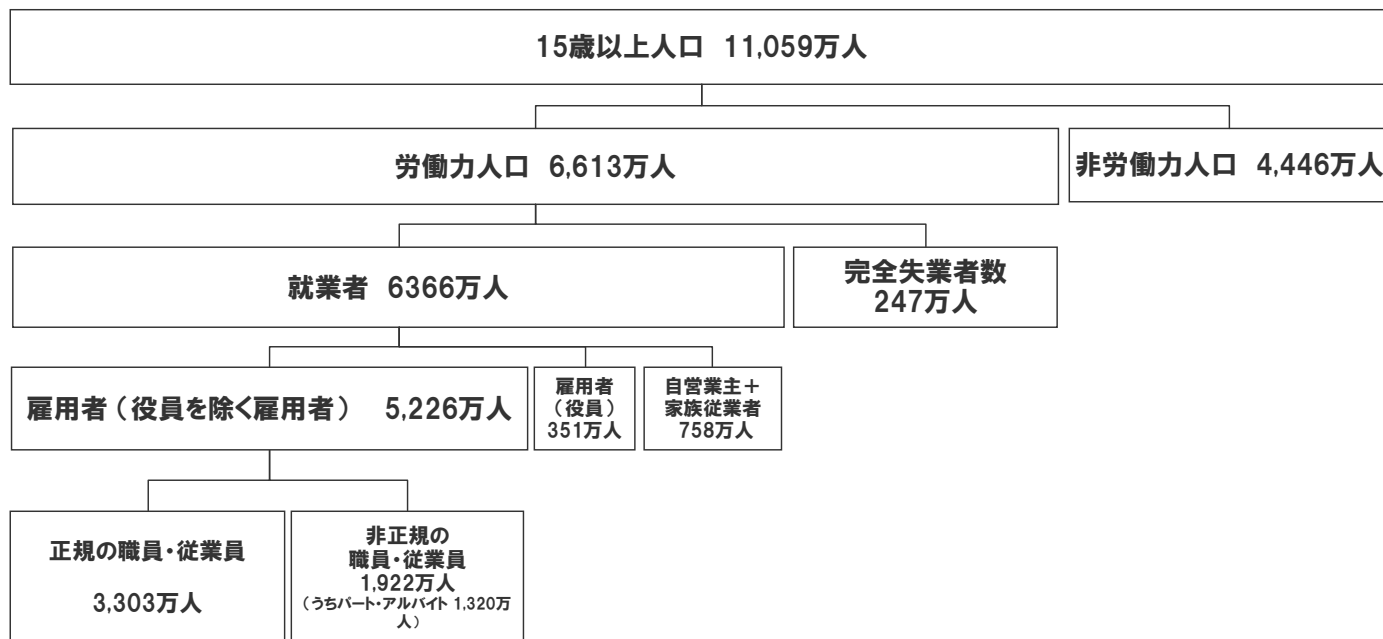 15歳以上人口 11,059万人
労働力人口 6,613万人
非労働力人口 4,446万人
就業者 6366万人
完全失業者数
247万人
雇用者（役員を除く雇用者） 5,226万人
雇用者
（役員）
351万人
自営業主＋
家族従業者
758万人
正規の職員・従業員
3,303万人
非正規の
職員・従業員
1,922万人
（うちパート・アルバイト 1,320万
人）